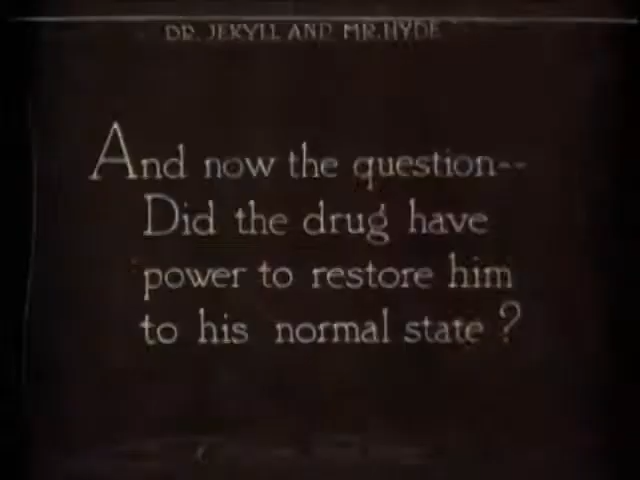 DR. JEKYLL AND MR. HYDE
And now the question--
Did the drug have
power to restore him
to his normal state ?